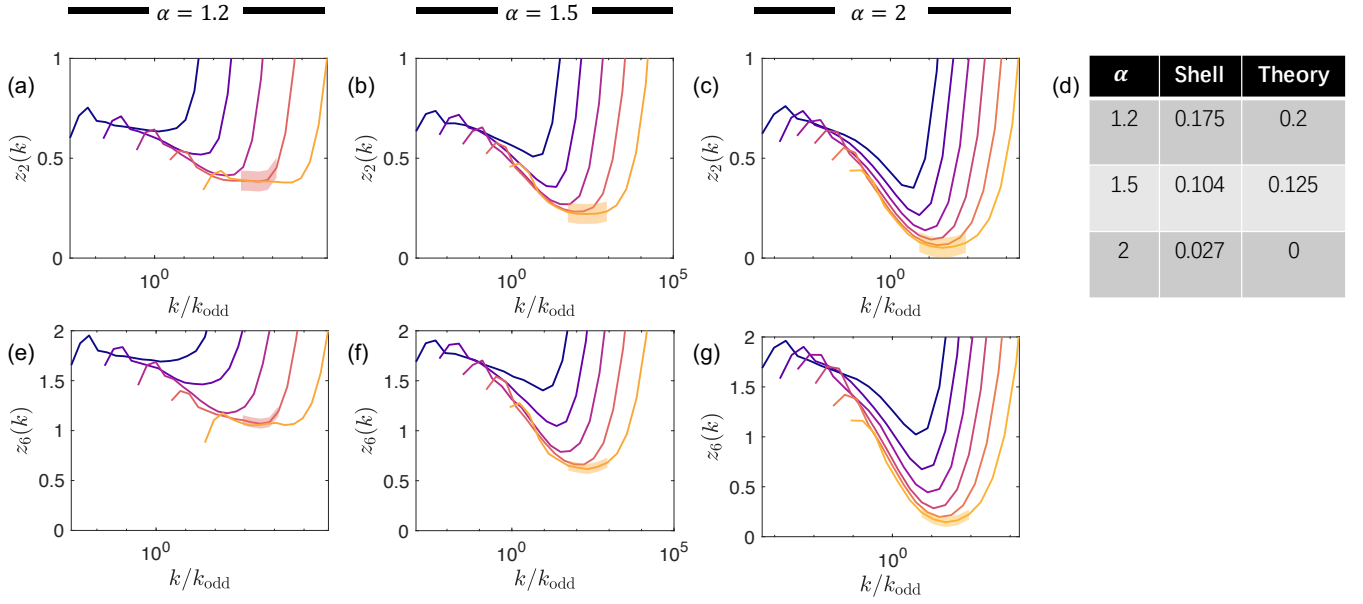 α = 1.2
α = 1.5
α = 2
(a)
1
0.5
0
z₂(k)
10⁰
k/k_odd
(b)
1
0.5
0
z₂(k)
10⁰
10⁵
k/k_odd
(c)
1
0.5
0
z₂(k)
10⁰
k/k_odd
(d)
α Shell Theory
1.2 0.175 0.2
1.5 0.104 0.125
2 0.027 0
(e)
2
1.5
1
0.5
0
z₆(k)
10⁰
k/k_odd
(f)
2
1.5
1
0.5
0
z₆(k)
10⁰
10⁵
k/k_odd
(g)
2
1.5
1
0.5
0
z₆(k)
10⁰
k/k_odd